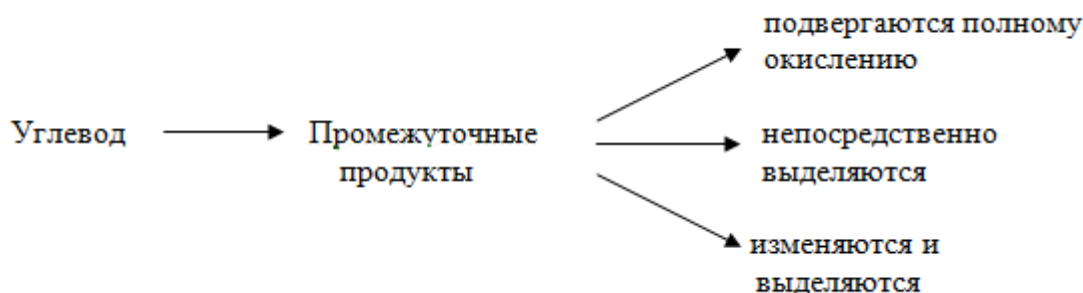 подвергаются полному
окислению
Углевод
Промежуточные
продукты
непосредственно
выделяются
изменяются и
выделяются